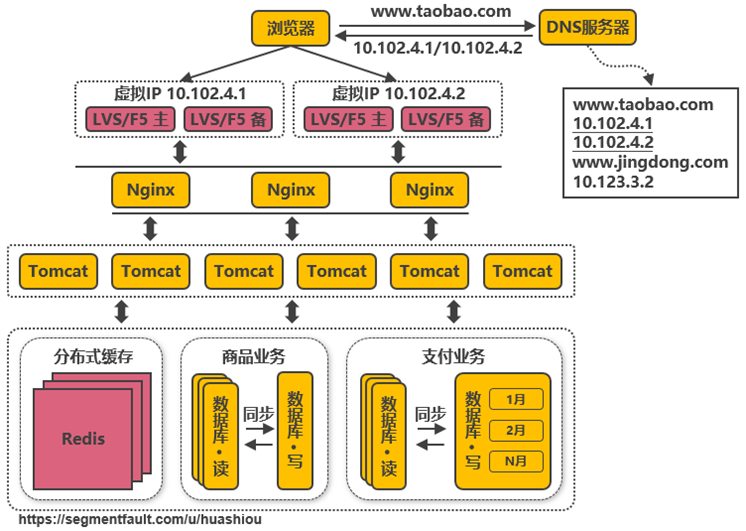 浏览器
www.taobao.com
10.102.4.1/10.102.4.2
DNS服务器
虚拟IP 10.102.4.1
LVS/F5 主
LVS/F5 备
虚拟IP 10.102.4.2
LVS/F5 主
LVS/F5 备
www.taobao.com
10.102.4.1
10.102.4.2
www.jingdong.com
10.123.3.2
Nginx
Nginx
Nginx
Tomcat
Tomcat
Tomcat
Tomcat
Tomcat
Tomcat
分布式缓存
Redis
商品业务
数据库·读
同步
数据库·写
支付业务
数据库·读
同步
数据库·写
1月
2月
N月
https://segmentfault.com/u/huashiou